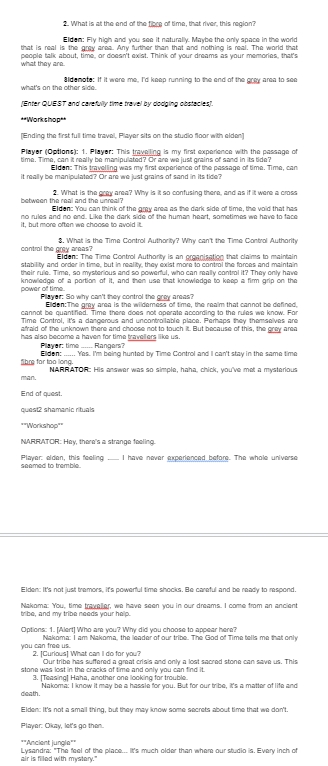 2. What is at the end of the fibre of time, that river, this region?
Elden: Fly high and you see it naturally. Maybe the only space in the world
that is real is the grey area. Any further than that and nothing is real. The world that
people talk about, time, or doesn't exist. Think of your dreams as your memories, that's
what they are.
Sidenote: If it were me, I'd keep running to the end of the grey area to see
what's on the other side.
[Enter QUEST and carefully time travel by dodging obstacles].
**Workshop**
[Ending the first full time travel, Player sits on the studio floor with elden]
Player (Options): 1. Player: This travelling is my first experience with the passage of
time. Time, can it really be manipulated? Or are we just grains of sand in its tide?
Elden: This travelling was my first experience of the passage of time. Time, can
it really be manipulated? Or are we just grains of sand in its tide?
2. What is the grey area? Why is it so confusing there, and as if it were a cross
between the real and the unreal?
Elden: You can think of the grey area as the dark side of time, the void that has
no rules and no end. Like the dark side of the human heart, sometimes we have to face
it, but more often we choose to avoid it.
3. What is the Time Control Authority? Why can't the Time Control Authority
control the grey areas?
Elden: The Time Control Authority is an organisation that claims to maintain
stability and order in time, but in reality, they exist more to control the forces and maintain
their rule. Time, so mysterious and so powerful, who can really control it? They only have
knowledge of a portion of it, and then use that knowledge to keep a firm grip on the
power of time.
Player: So why can't they control the grey areas?
Elden:The grey area is the wilderness of time, the realm that cannot be defined,
cannot be quantified. Time there does not operate according to the rules we know. For
Time Control, it's a dangerous and uncontrollable place. Perhaps they themselves are
afraid of the unknown there and choose not to touch it. But because of this, the grey area
has also become a haven for time travellers like us.
Player: time ...... Rangers?
Elden: ...... Yes. I'm being hunted by Time Control and I can't stay in the same time
fibre for too long.
NARRATOR: His answer was so simple, haha, chick, you've met a mysterious
man.
End of quest.
quest2 shamanic rituals
**Workshop**
NARRATOR: Hey, there's a strange feeling.
Player: elden, this feeling ...... I have never experienced before. The whole universe
seemed to tremble.
Elden: It's not just tremors, it's powerful time shocks. Be careful and be ready to respond.
Nakoma: You, time traveller, we have seen you in our dreams. I come from an ancient
tribe, and my tribe needs your help.
Options: 1. [Alert] Who are you? Why did you choose to appear here?
Nakoma: I am Nakoma, the leader of our tribe. The God of Time tells me that only
you can free us.
2. [Curious] What can I do for you?
Our tribe has suffered a great crisis and only a lost sacred stone can save us. This
stone was lost in the cracks of time and only you can find it.
3. [Teasing] Haha, another one looking for trouble.
Nakoma: I know it may be a hassle for you. But for our tribe, it's a matter of life and
death.
Elden: It's not a small thing, but they may know some secrets about time that we don't.
Player: Okay, let's go then.
**Ancient jungle**
Lysandra: "The feel of the place... It's much older than where our studio is. Every inch of
air is filled with mystery."